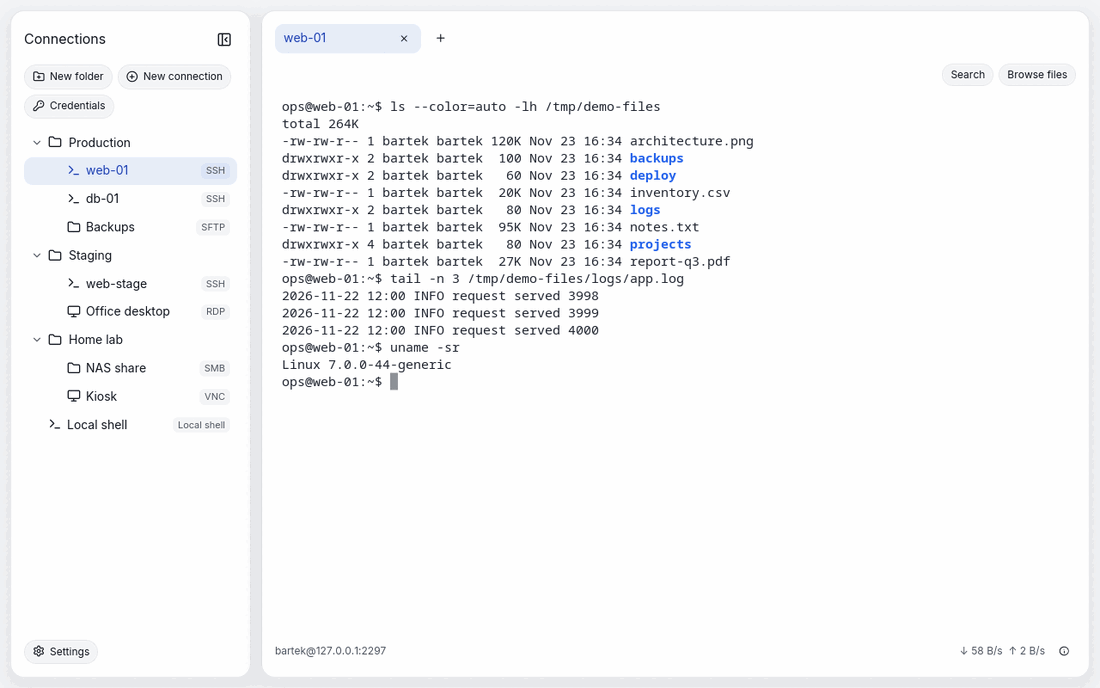 Connections
New folder
New connection
Credentials
Production
web-01 SSH
db-01 SSH
Backups SFTP
Staging
web-stage SSH
Office desktop RDP
Home lab
NAS share SMB
Kiosk VNC
Local shell Local shell
Settings
web-01
Search Browse files
ops@web-01:~$ ls --color=auto -lh /tmp/demo-files
total 264K
-rw-rw-r-- 1 bartek bartek 120K Nov 23 16:34 architecture.png
drwxrwxr-x 2 bartek bartek  100 Nov 23 16:34 backups
drwxrwxr-x 2 bartek bartek   60 Nov 23 16:34 deploy
-rw-rw-r-- 1 bartek bartek  20K Nov 23 16:34 inventory.csv
drwxrwxr-x 2 bartek bartek   80 Nov 23 16:34 logs
-rw-rw-r-- 1 bartek bartek  95K Nov 23 16:34 notes.txt
drwxrwxr-x 4 bartek bartek   80 Nov 23 16:34 projects
-rw-rw-r-- 1 bartek bartek  27K Nov 23 16:34 report-q3.pdf
ops@web-01:~$ tail -n 3 /tmp/demo-files/logs/app.log
2026-11-22 12:00 INFO request served 3998
2026-11-22 12:00 INFO request served 3999
2026-11-22 12:00 INFO request served 4000
ops@web-01:~$ uname -sr
Linux 7.0.0-44-generic
ops@web-01:~$
bartek@127.0.0.1:2297
↓ 58 B/s ↑ 2 B/s